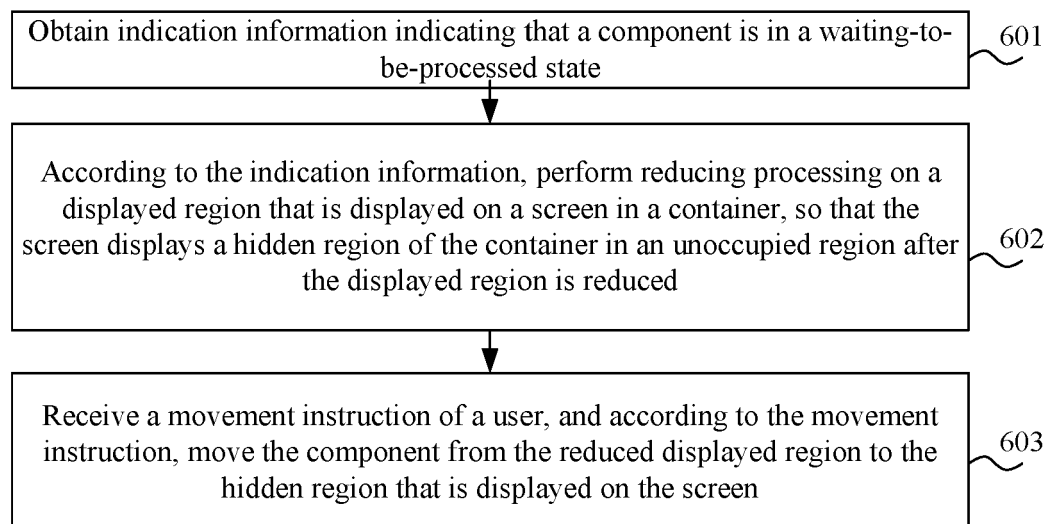 Obtain indication information indicating that a component is in a waiting-to-
be-processed state
601
According to the indication information, perform reducing processing on a
displayed region that is displayed on a screen in a container, so that the
screen displays a hidden region of the container in an unoccupied region after
the displayed region is reduced
602
Receive a movement instruction of a user, and according to the movement
instruction, move the component from the reduced displayed region to the
hidden region that is displayed on the screen
603